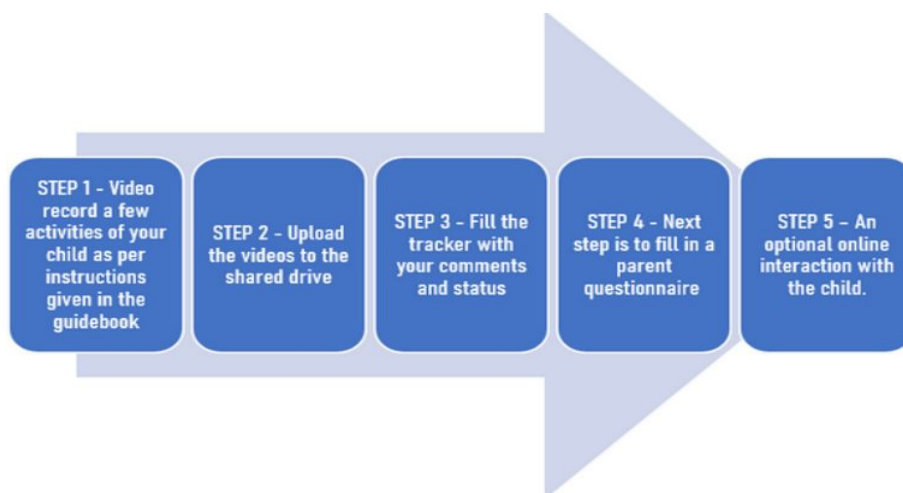 STEP 1 - Video
record a few
activities of your
child as per
instructions
given in the
guidebook
STEP 2 - Upload
the videos to the
shared drive
STEP 3 - Fill the
tracker with
your comments
and status
STEP 4 - Next
step is to fill in a
parent
questionnaire
STEP 5 – An
optional online
interaction with
the child.